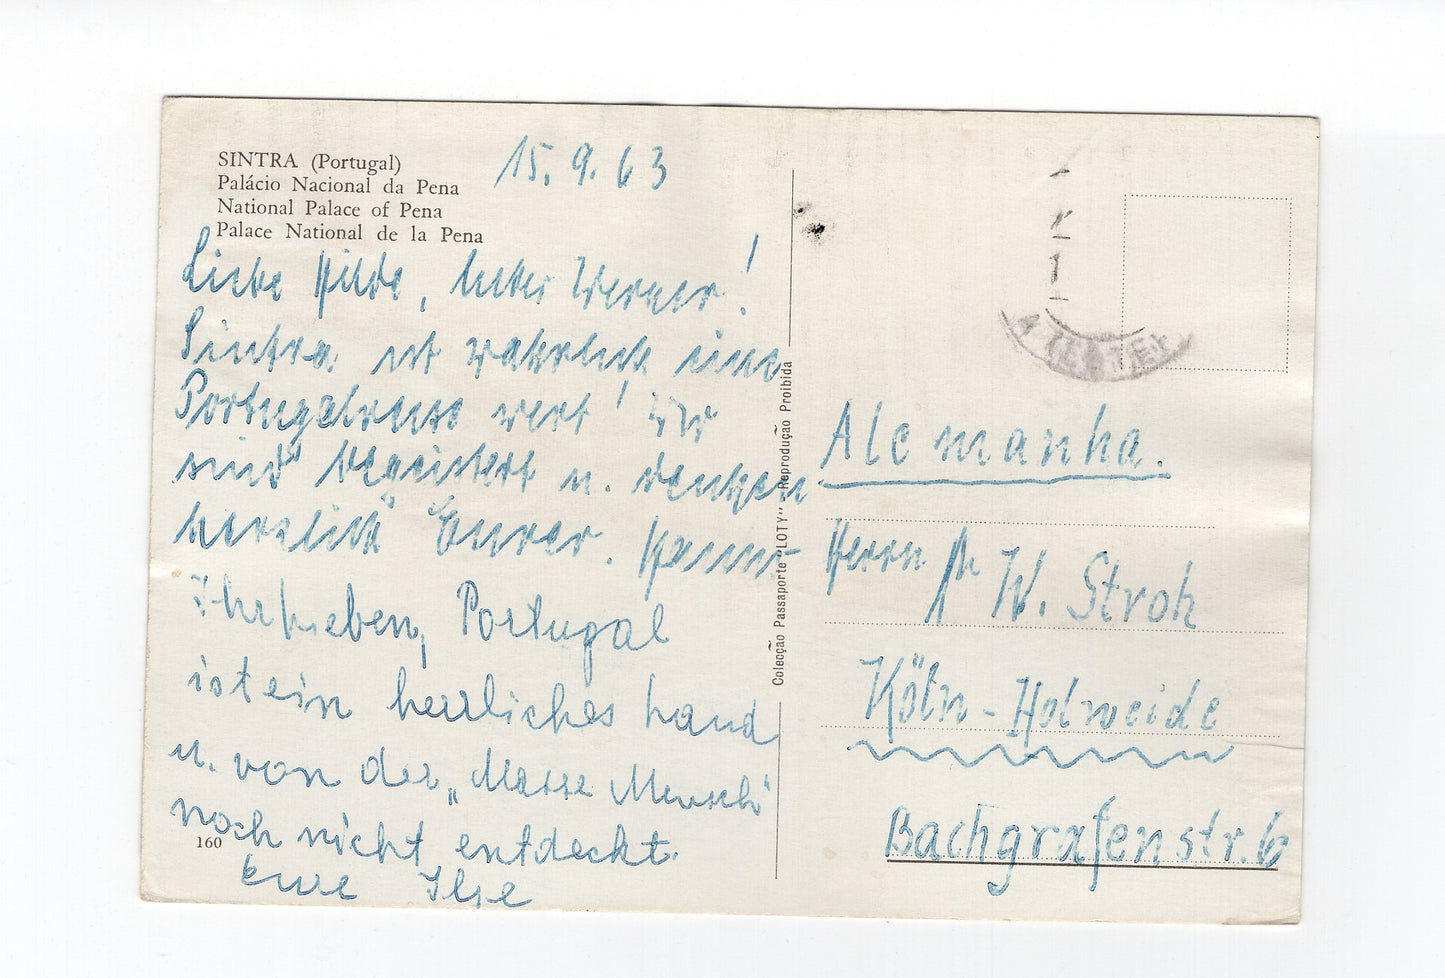 SINTRA (Portugal)
Palácio Nacional da Pena
National Palace of Pena
Palace National de la Pena
15. 9. 63
Liebe Hilde, lieber Werner!
Sintra ist wahrlich eine
Portugalreise wert! Wir
sind begeistert u. denken
herzlich Eurer. Hanni
Ihr Lieben, Portugal
ist ein herrliches Land
u. von der „Masse Mensch"
noch nicht entdeckt.
Eure Ilse
160
Colecção Passaporte "LOTY" - Reprodução Proibida
Alemanha.
Herrn W. Stroh
Köln-Holweide
Bachgrafenstr. 6